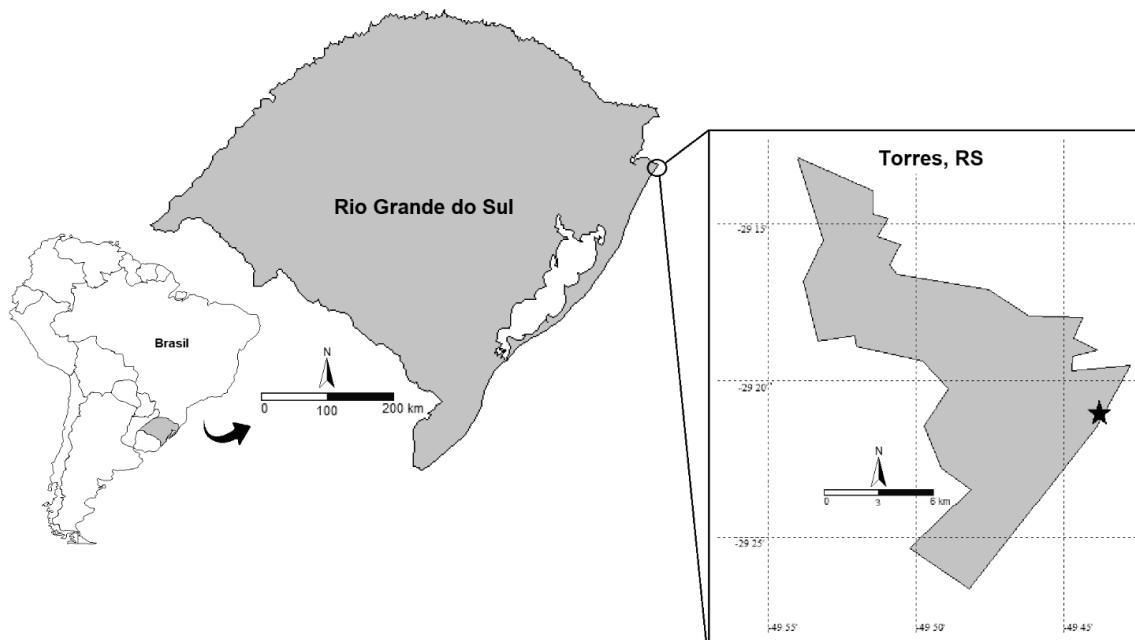 Rio Grande do Sul
Brasil
N
0
100
200 km
Torres, RS
-29 15'
-29 20'
-29 25'
N
0
3
6 km
-49 55'
-49 50'
-49 45'